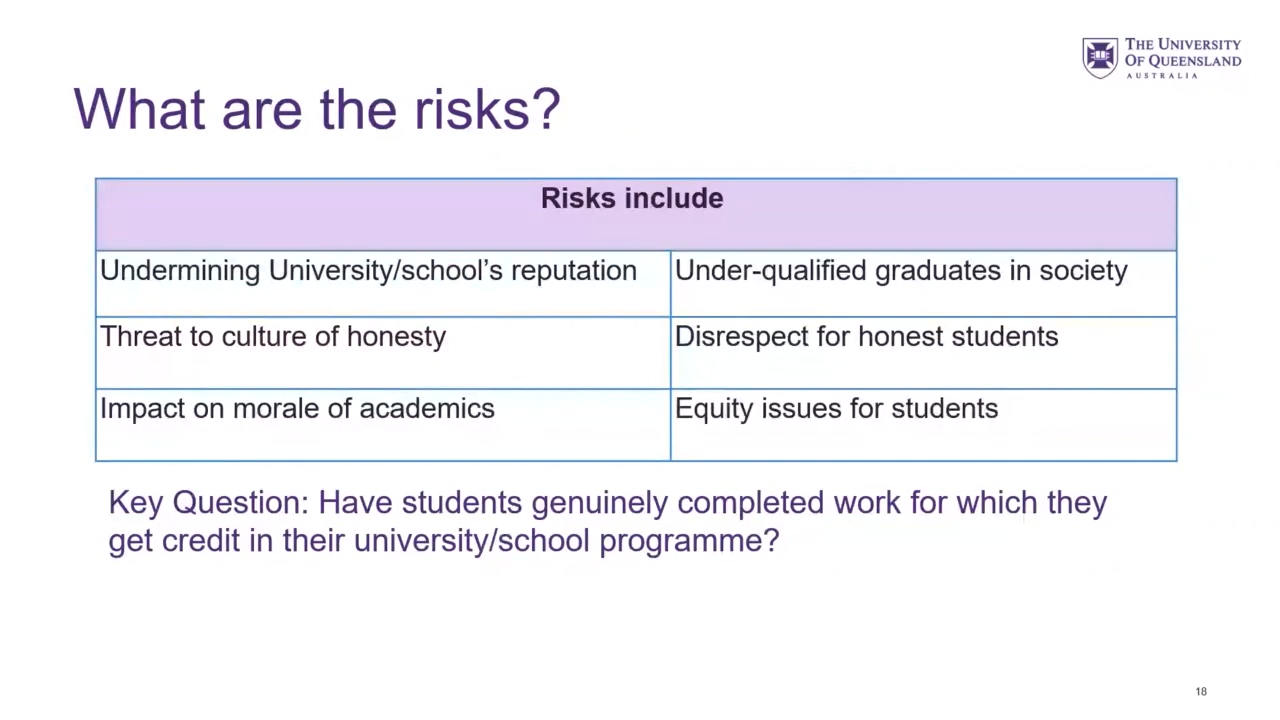 THE UNIVERSITY
OF QUEENSLAND
AUSTRALIA
What are the risks?
Risks include
Undermining University/school’s reputation
Under-qualified graduates in society
Threat to culture of honesty
Disrespect for honest students
Impact on morale of academics
Equity issues for students
Key Question: Have students genuinely completed work for which they
get credit in their university/school programme?
18